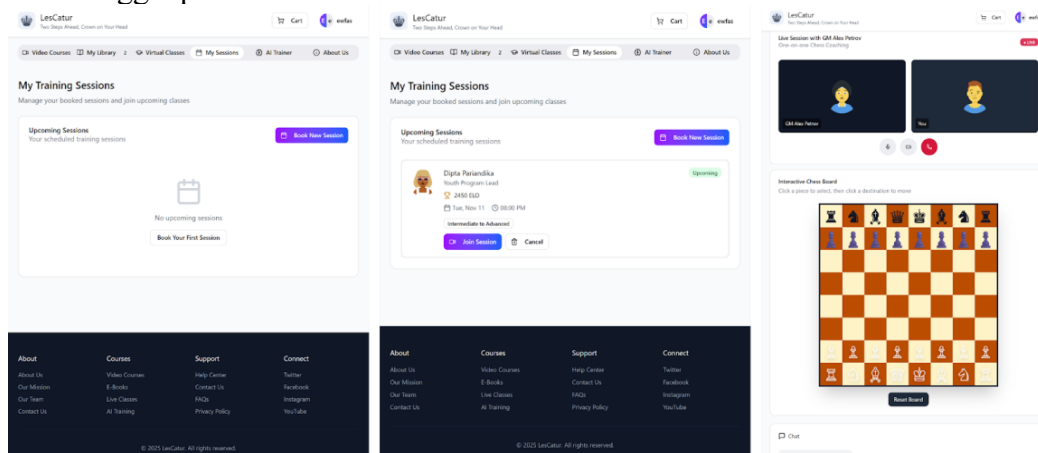 LesCatur
Two Steps Ahead, Crown on Your Head
Cart
ewfas
Video Courses My Library 2 Virtual Classes My Sessions AI Trainer About Us
My Training Sessions
Manage your booked sessions and join upcoming classes
Upcoming Sessions
Your scheduled training sessions
Book New Session
No upcoming sessions
Book Your First Session
About Courses Support Connect
About Us Video Courses Help Center Twitter
Our Mission E-Books Contact Us Facebook
Our Team Live Classes FAQs Instagram
Contact Us AI Training Privacy Policy YouTube
© 2025 LesCatur. All rights reserved.
LesCatur
Two Steps Ahead, Crown on Your Head
Cart
ewfas
Video Courses My Library 2 Virtual Classes My Sessions AI Trainer About Us
My Training Sessions
Manage your booked sessions and join upcoming classes
Upcoming Sessions
Your scheduled training sessions
Book New Session
Dipta Pariandika
Upcoming
Youth Program Lead
2450 ELO
Tue, Nov 11 08:00 PM
Intermediate to Advanced
Join Session Cancel
About Courses Support Connect
About Us Video Courses Help Center Twitter
Our Mission E-Books Contact Us Facebook
Our Team Live Classes FAQs Instagram
Contact Us AI Training Privacy Policy YouTube
© 2025 LesCatur. All rights reserved.
LesCatur
Two Steps Ahead, Crown on Your Head
Cart
Live Session with GM Alex Petrov
One-on-one Chess Coaching
LIVE
GM Alex Petrov
You
Interactive Chess Board
Click a piece to select, then click a destination to move
Reset Board
Chat